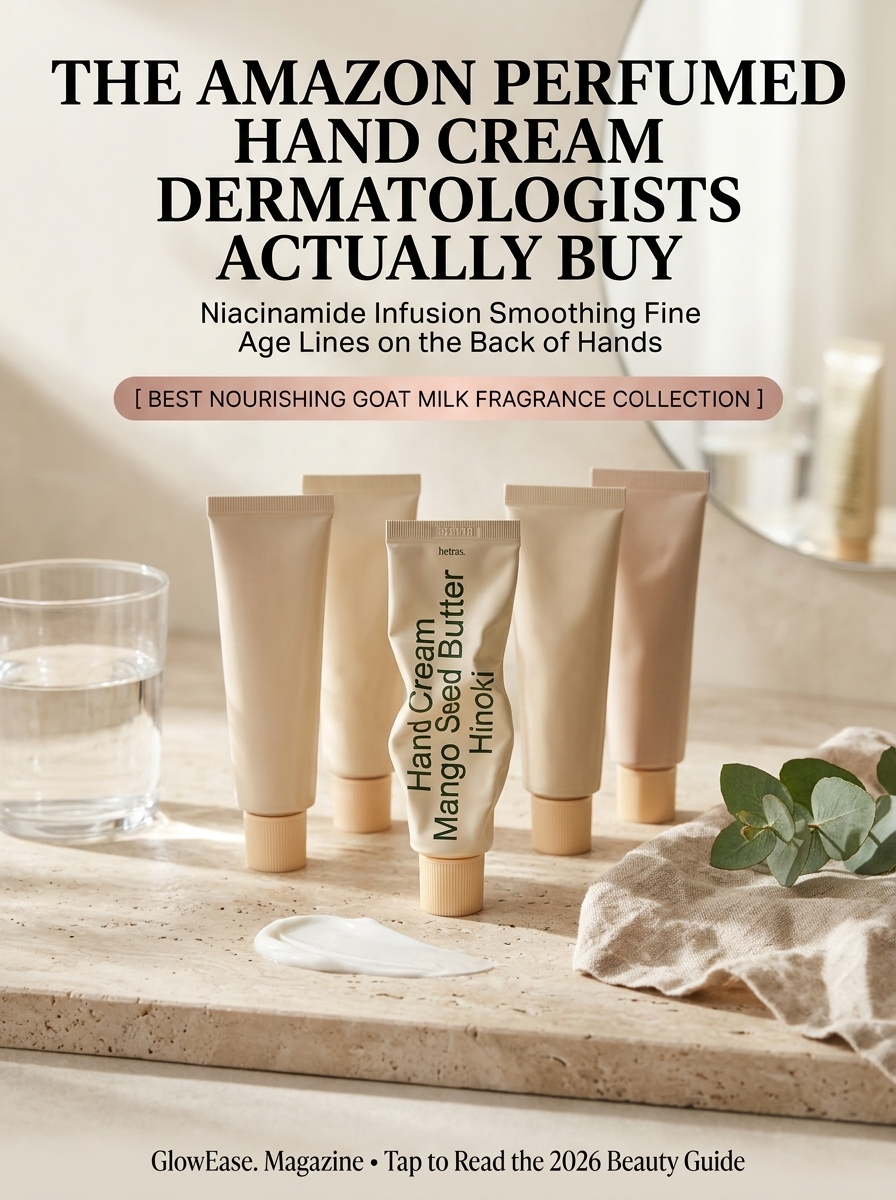 THE AMAZON PERFUMED
HAND CREAM
DERMATOLOGISTS
ACTUALLY BUY
Niacinamide Infusion Smoothing Fine
Age Lines on the Back of Hands
[ BEST NOURISHING GOAT MILK FRAGRANCE COLLECTION ]
hetras.
Hand Cream
Mango Seed Butter
Hinoki
GlowEase. Magazine • Tap to Read the 2026 Beauty Guide